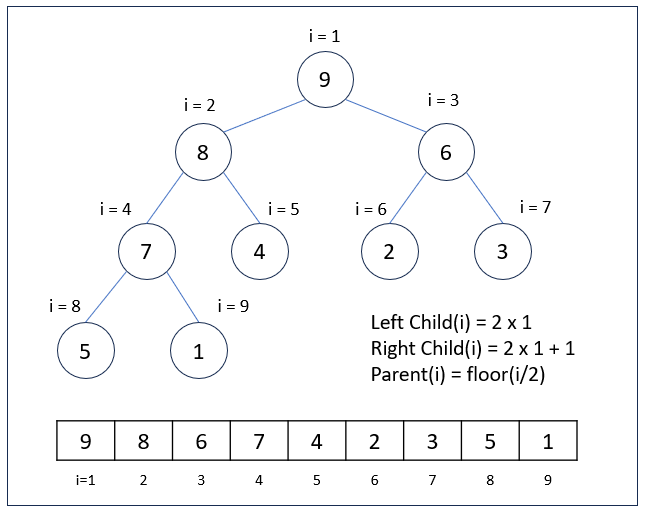 i = 1
9
i = 2
i = 3
8
6
i = 4
i = 5
i = 6
i = 7
7
4
2
3
i = 8
i = 9
5
1
Left Child(i) = 2 x 1
Right Child(i) = 2 x 1 + 1
Parent(i) = floor(i/2)
9 8 6 7 4 2 3 5 1
i=1 2 3 4 5 6 7 8 9